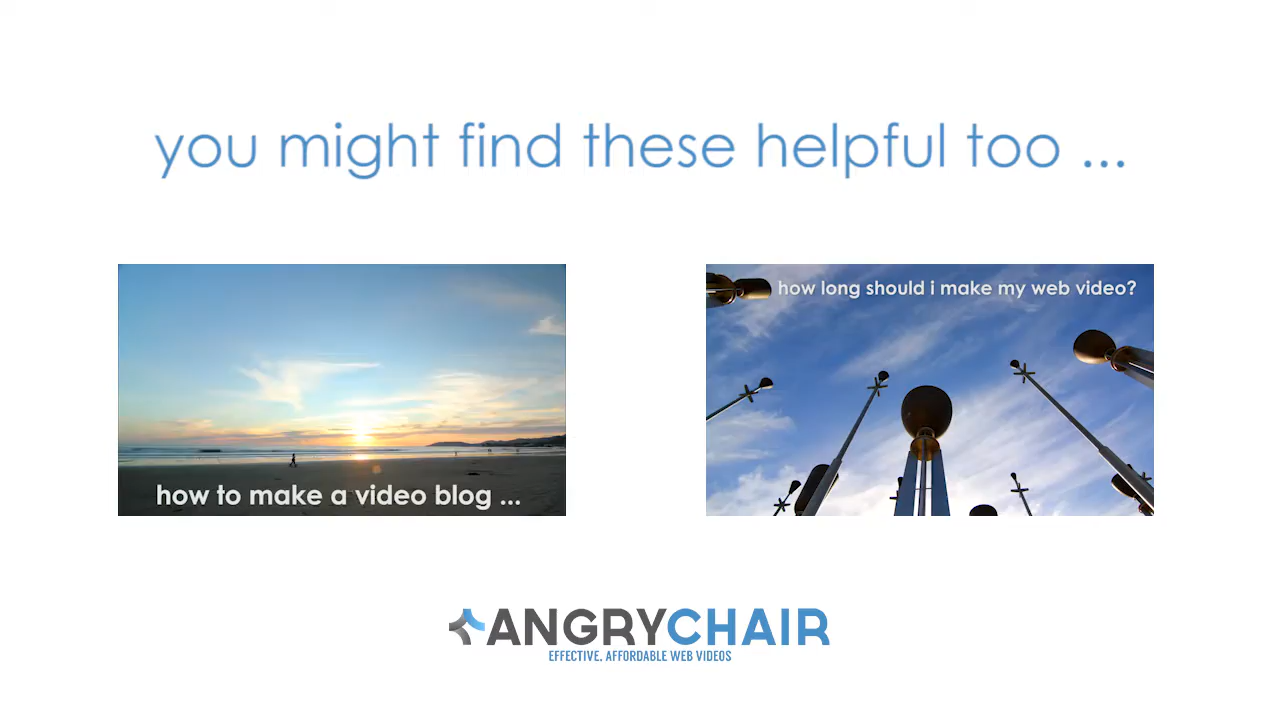 you might find these helpful too ...
how to make a video blog ...
how long should i make my web video?
ANGRYCHAIR
EFFECTIVE. AFFORDABLE WEB VIDEOS